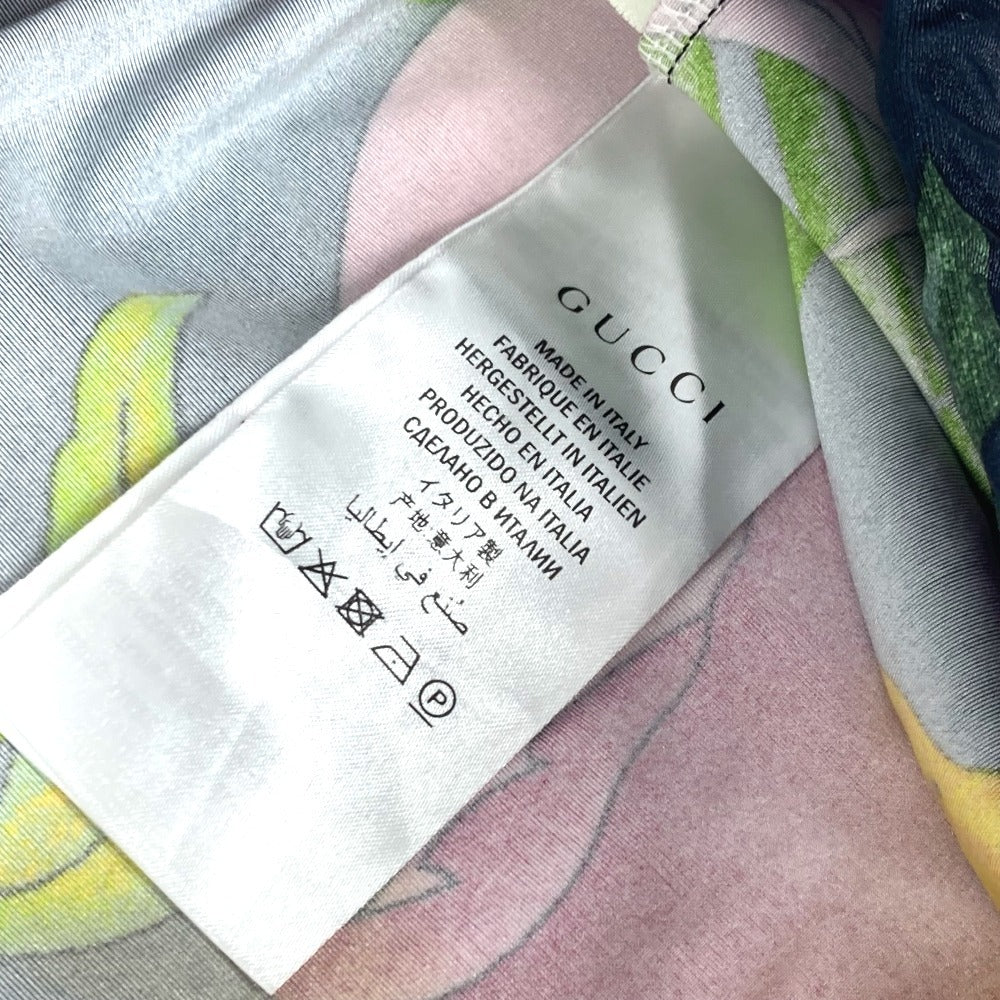 GUCCI
MADE IN ITALY
FABRIQUE EN ITALIE
HERGESTELLT IN ITALIEN
HECHO EN ITALIA
PRODUZIDO NA ITALIA
СДЕЛАНО В ИТАЛИИ
イタリア製
产地意大利
صنع في إيطاليا
P